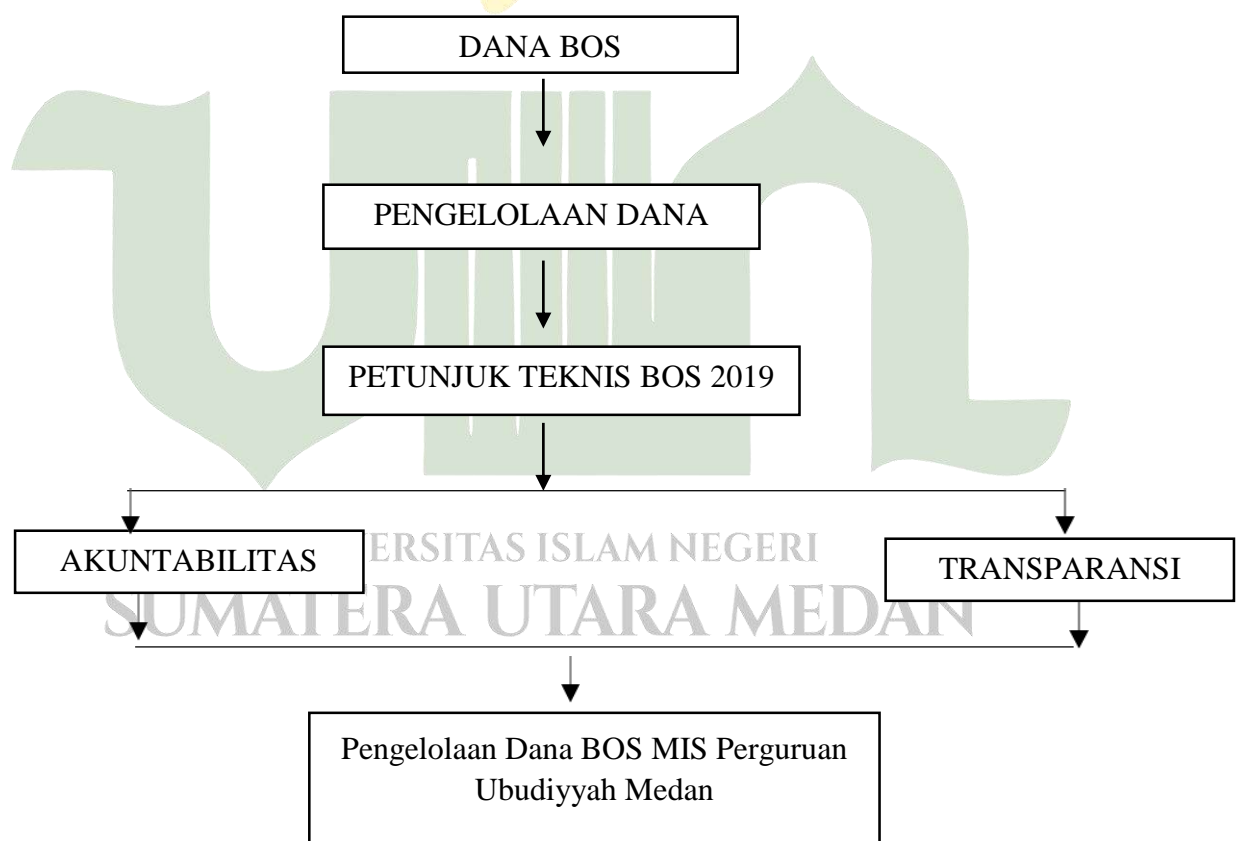 DANA BOS
PENGELOLAAN DANA
PETUNJUK TEKNIS BOS 2019
AKUNTABILITAS
ERSITAS ISLAM NEGERI
TRANSPARANSI
SUMATERA UTARA MEDAN
Pengelolaan Dana BOS MIS Perguruan
Ubudiyyah Medan